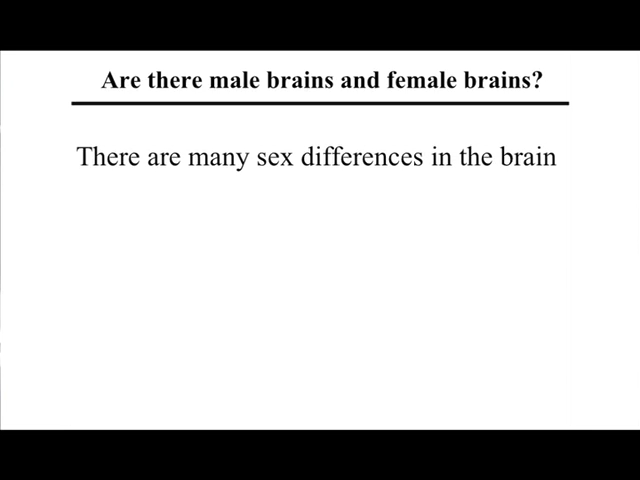 Are there male brains and female brains?
There are many sex differences in the brain